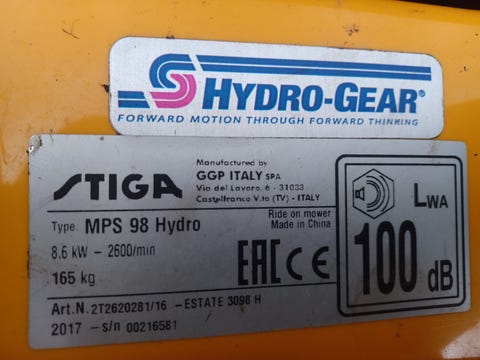 HYDRO-GEAR®
FORWARD MOTION THROUGH FORWARD THINKING
STIGA
Manufactured by
GGP ITALY SPA
Via del Lavoro, 6 - 31033
Castelfranco V.to (TV) - ITALY
Type: MPS 98 Hydro
Ride on mower
Made in China
8.6 kW - 2600/min
165 kg
EAC CE
LWA
100 dB
Art.N. 2T2620281/16 -ESTATE 3098 H
2017 -s/n 00216581